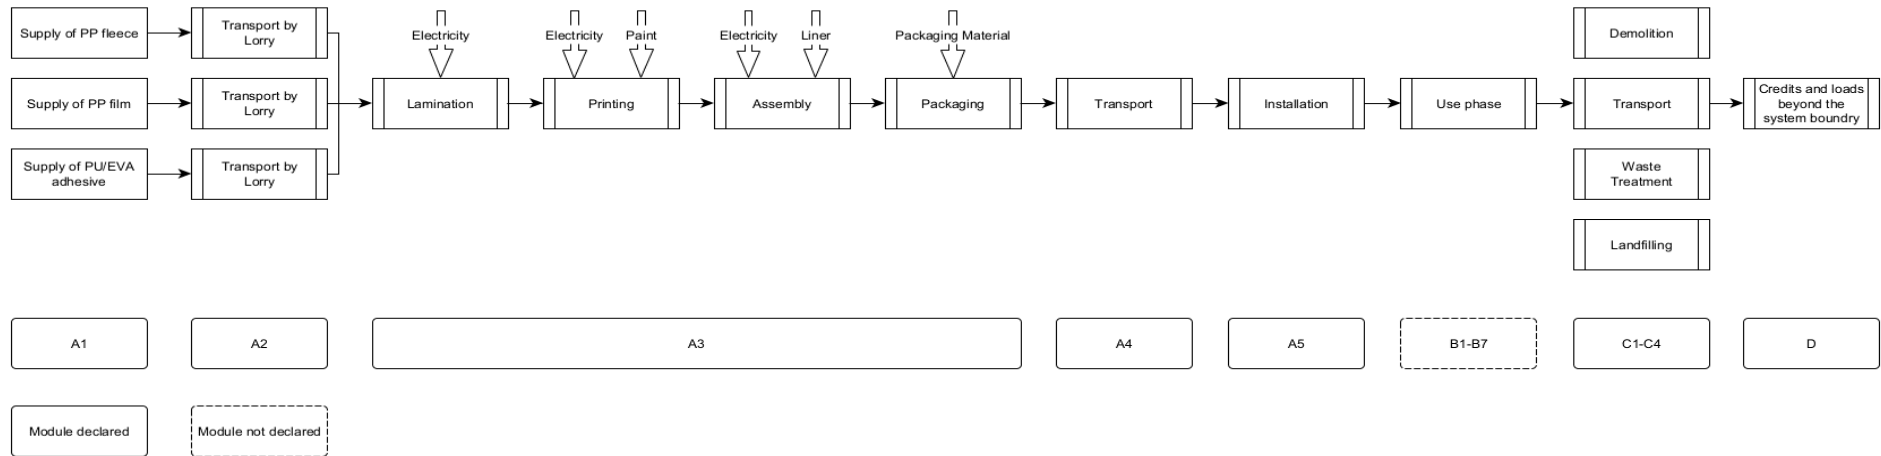 Supply of PP fleece
Transport by
Lorry
Supply of PP film
Transport by
Lorry
Supply of PU/EVA
adhesive
Transport by
Lorry
Electricity
Lamination
Electricity
Paint
Printing
Electricity
Liner
Assembly
Packaging Material
Packaging
Transport
Installation
Use phase
Demolition
Transport
Waste
Treatment
Landfilling
Credits and loads
beyond the
system boundry
A1
A2
A3
A4
A5
B1-B7
C1-C4
D
Module declared
Module not declared